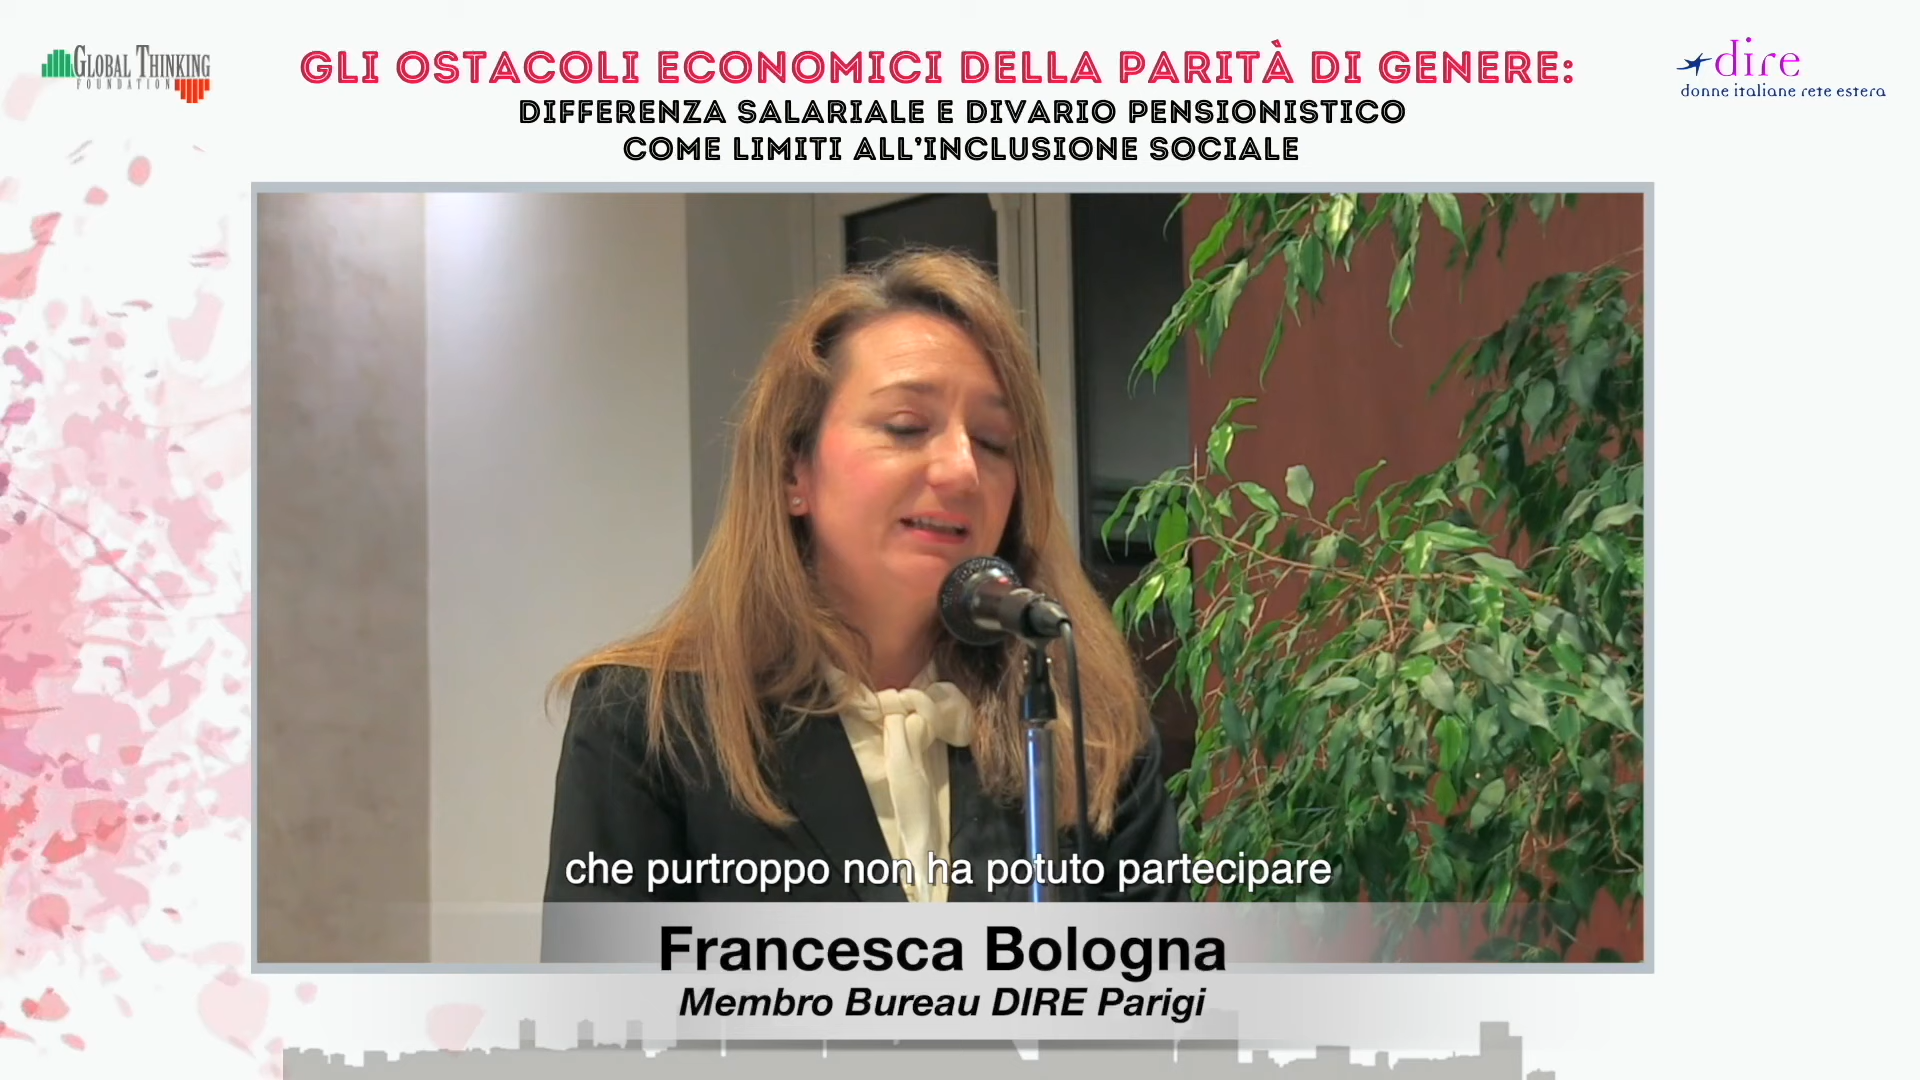 GLOBAL THINKING
FOUNDATION
GLI OSTACOLI ECONOMICI DELLA PARITÀ DI GENERE:
DIFFERENZA SALARIALE E DIVARIO PENSIONISTICO
COME LIMITI ALL'INCLUSIONE SOCIALE
dire
donne italiane rete estera
che purtroppo non ha potuto partecipare
Francesca Bologna
Membro Bureau DIRE Parigi